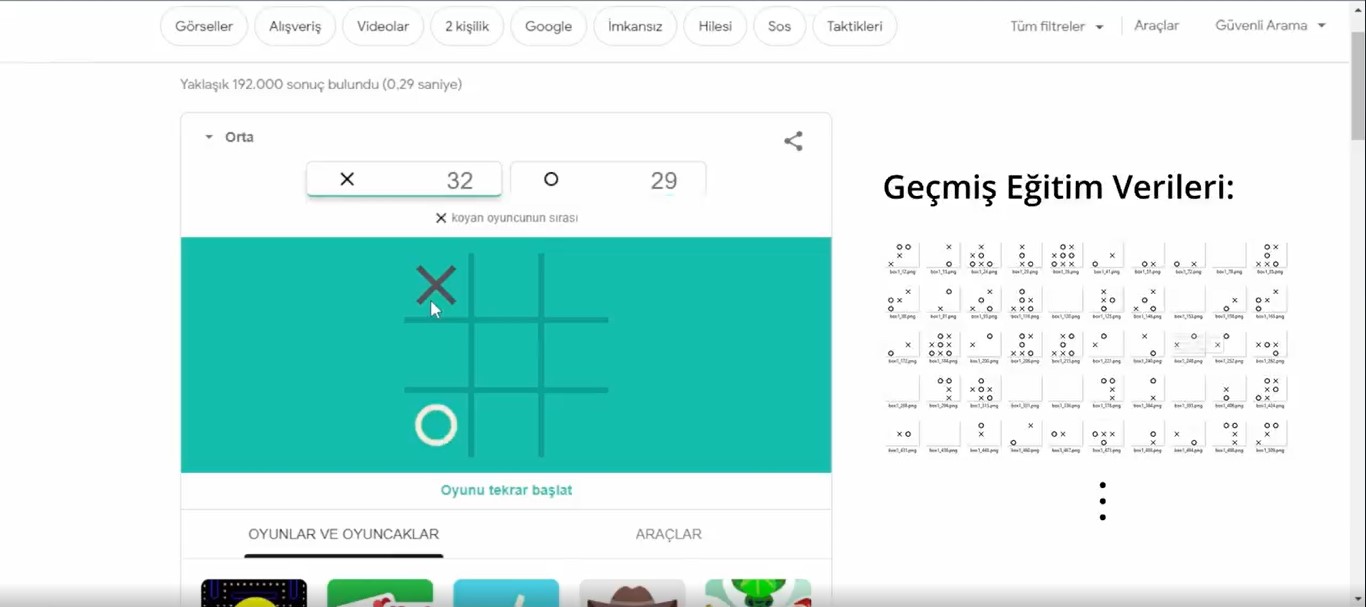 Görseller Alışveriş Videolar 2 kişilik Google İmkansız Hilesi Sos Taktikleri Tüm filtreler Araçlar Güvenli Arama
Yaklaşık 192.000 sonuç bulundu (0,29 saniye)
Orta
32 29
koyan oyuncunun sırası
Oyunu tekrar başlat
OYUNLAR VE OYUNCAKLAR ARAÇLAR
Geçmiş Eğitim Verileri: